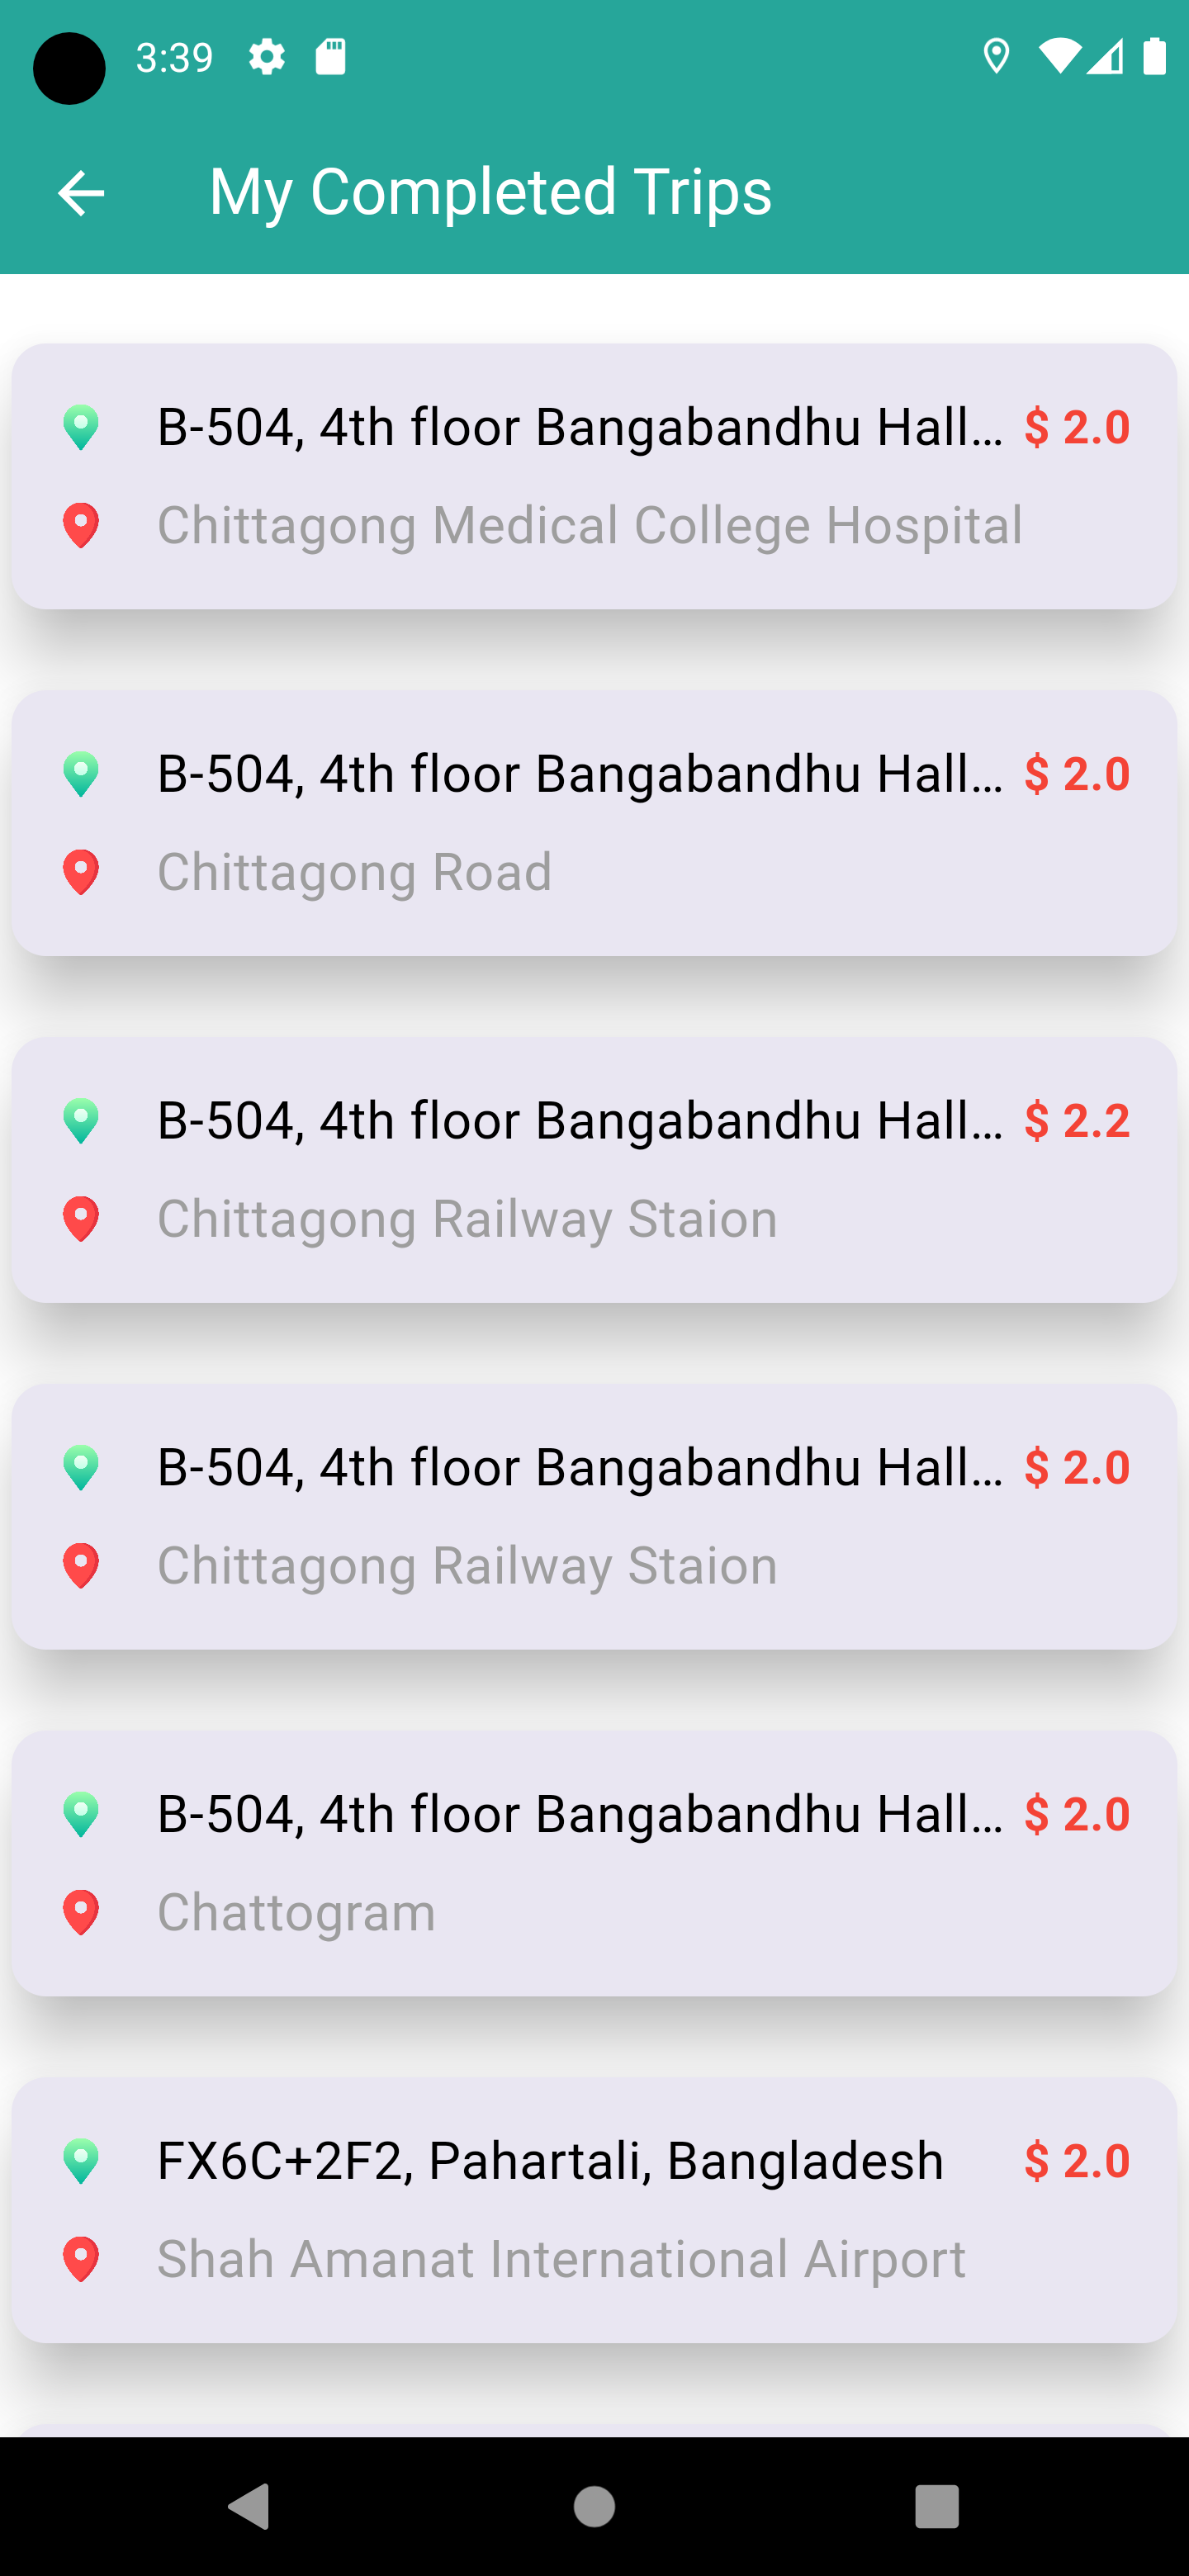 3:39
My Completed Trips
B-504, 4th floor Bangabandhu Hall... $ 2.0
Chittagong Medical College Hospital
B-504, 4th floor Bangabandhu Hall... $ 2.0
Chittagong Road
B-504, 4th floor Bangabandhu Hall... $ 2.2
Chittagong Railway Staion
B-504, 4th floor Bangabandhu Hall... $ 2.0
Chittagong Railway Staion
B-504, 4th floor Bangabandhu Hall... $ 2.0
Chattogram
FX6C+2F2, Pahartali, Bangladesh $ 2.0
Shah Amanat International Airport